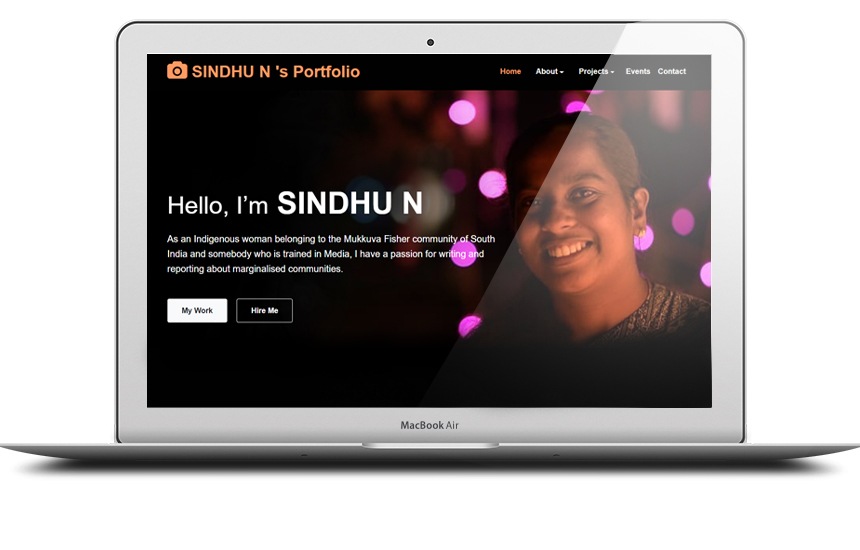 SINDHU N 's Portfolio
Home About Projects Events Contact
Hello, I’m SINDHU N
As an Indigenous woman belonging to the Mukkuva Fisher community of South
India and somebody who is trained in Media, I have a passion for writing and
reporting about marginalised communities.
My Work Hire Me
MacBook Air